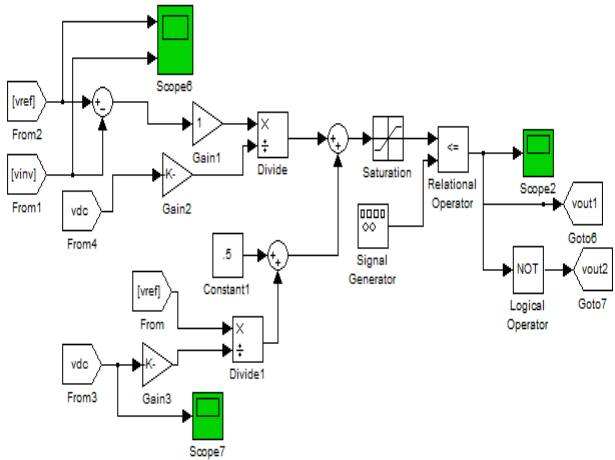 Scope6
[vref]
From2
+
−
1
Gain1
×
÷
Divide
+
+
Saturation
<=
Relational
Operator
Scope2
[vinv]
From1
vdc
From4
K-
Gain2
vout1
Goto6
Signal
Generator
.5
Constant1
+
+
NOT
Logical
Operator
vout2
Goto7
[vref]
From
×
÷
Divide1
vdc
From3
K-
Gain3
Scope7